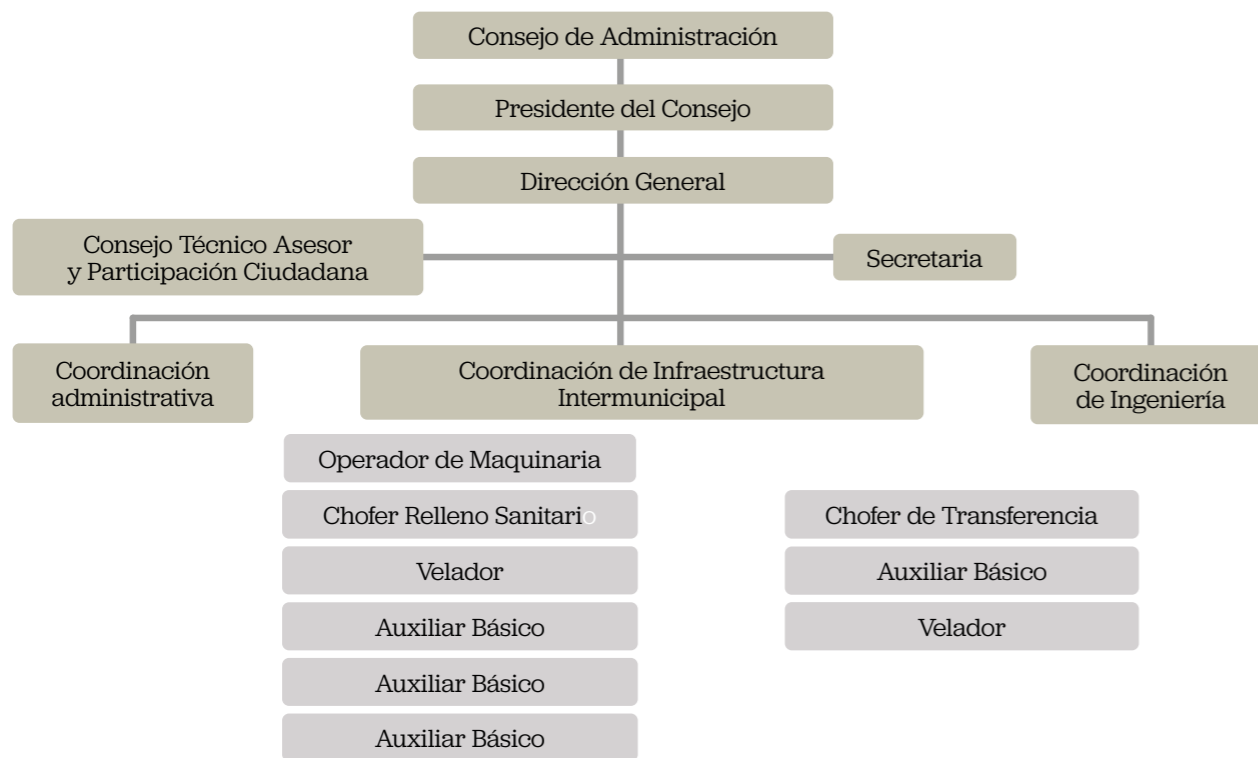 Consejo de Administración
Presidente del Consejo
Dirección General
Consejo Técnico Asesor
y Participación Ciudadana
Secretaria
Coordinación
administrativa
Coordinación de Infraestructura
Intermunicipal
Coordinación
de Ingeniería
Operador de Maquinaria
Chofer Relleno Sanitario
Velador
Auxiliar Básico
Auxiliar Básico
Auxiliar Básico
Chofer de Transferencia
Auxiliar Básico
Velador